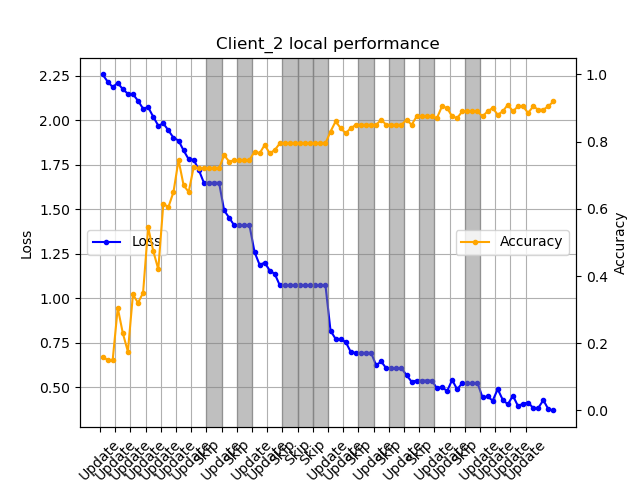 Client_2 local performance
2.25
2.00
1.75
1.50
1.25
1.00
0.75
0.50
Loss
Loss
Accuracy
1.0
0.8
0.6
0.4
0.2
0.0
Accuracy
Update
Update
Update
Update
Update
Update
Update
Skip
Update
Skip
Update
Update
Skip
Skip
Skip
Update
Update
Skip
Update
Skip
Update
Skip
Update
Update
Skip
Update
Update
Update
Update